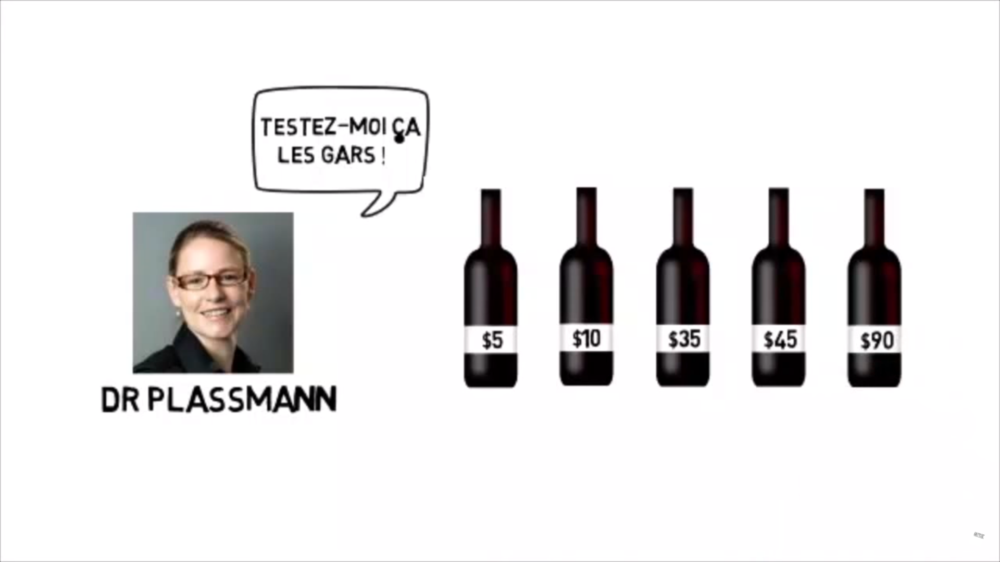 TESTEZ-MOI ÇA
LES GARS !
DR PLASSMANN
$5
$10
$35
$45
$90